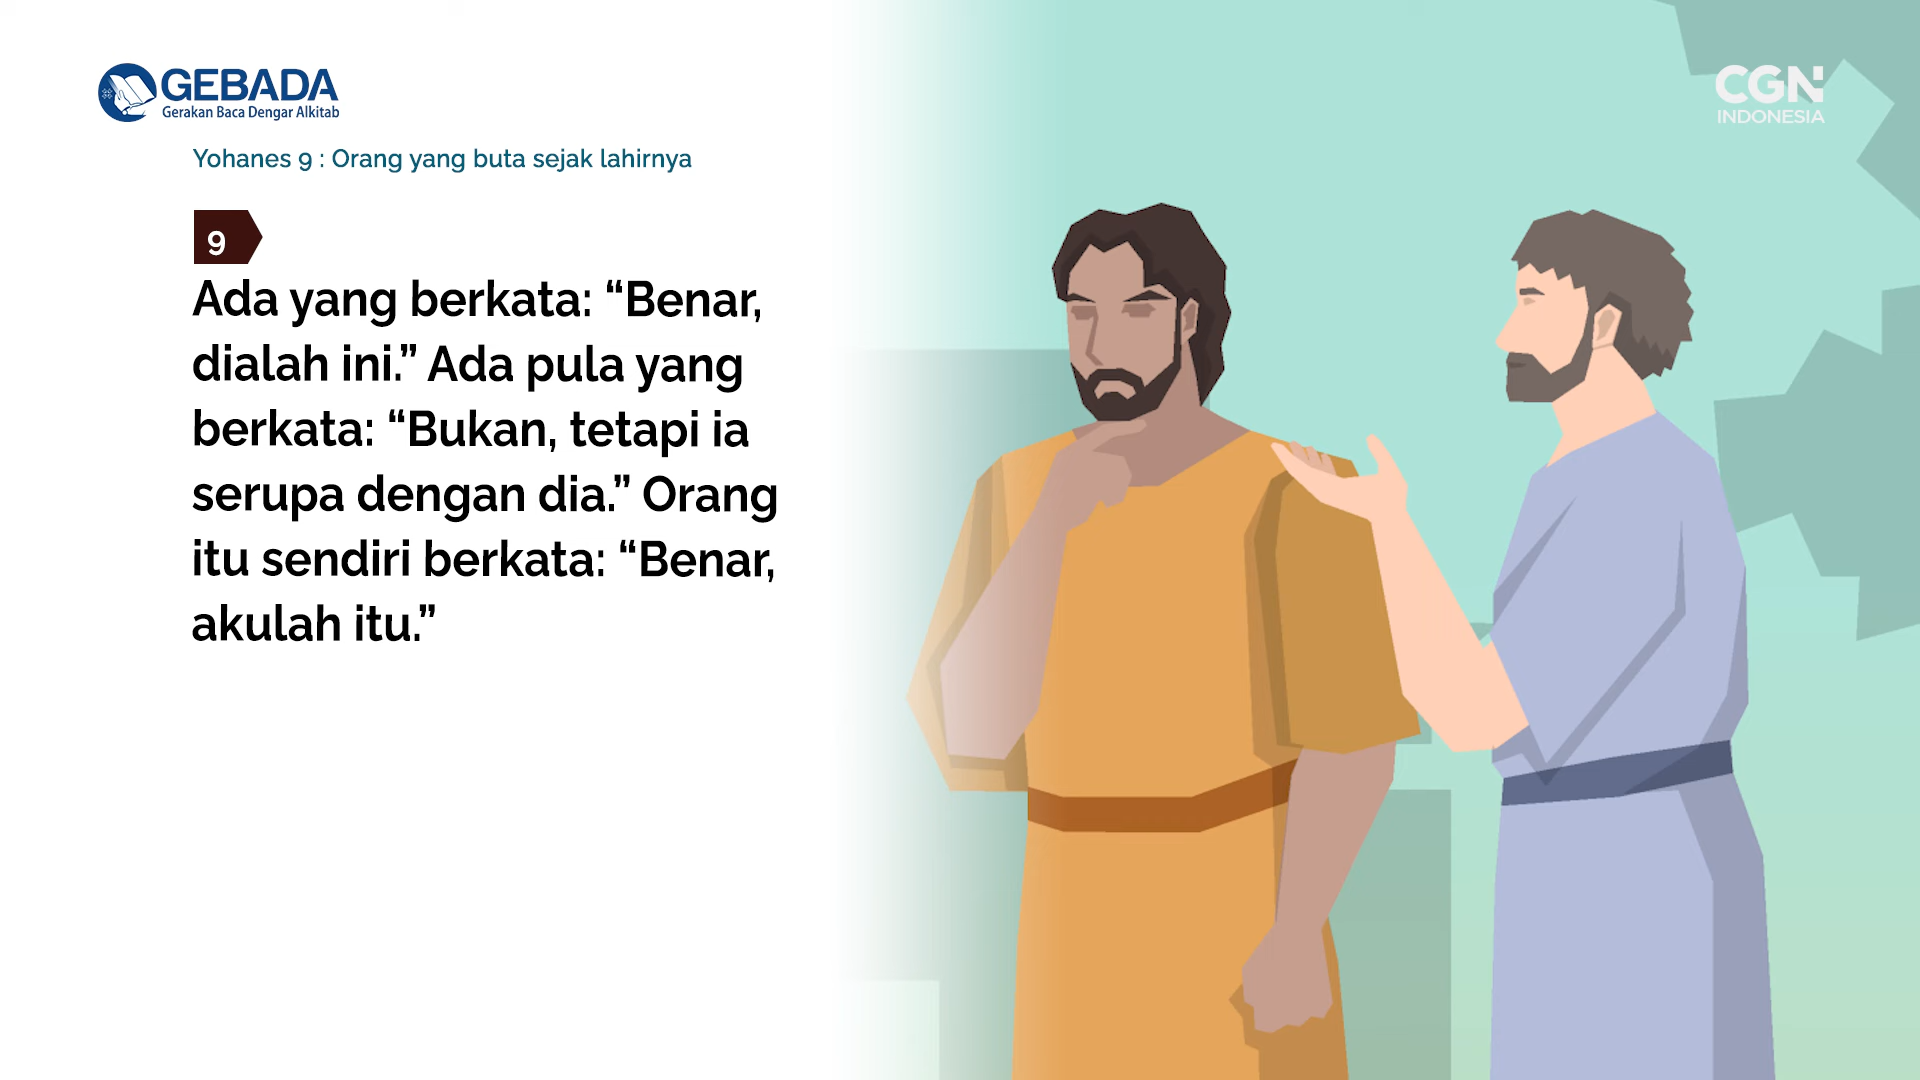 GEBADA
Gerakan Baca Dengar Alkitab
CGN
INDONESIA
Yohanes 9 : Orang yang buta sejak lahirnya
9
Ada yang berkata: “Benar,
dialah ini.” Ada pula yang
berkata: “Bukan, tetapi ia
serupa dengan dia.” Orang
itu sendiri berkata: “Benar,
akulah itu.”